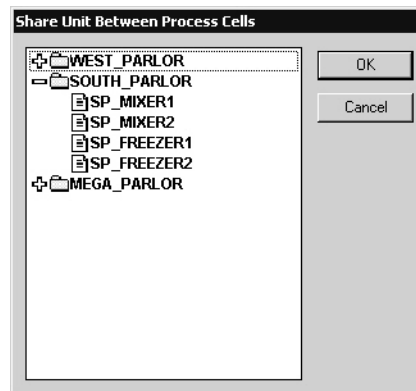 Share Unit Between Process Cells
WEST_PARLOR
OK
SOUTH_PARLOR
SP_MIXER1
Cancel
SP_MIXER2
SP_FREEZER1
SP_FREEZER2
MEGA_PARLOR